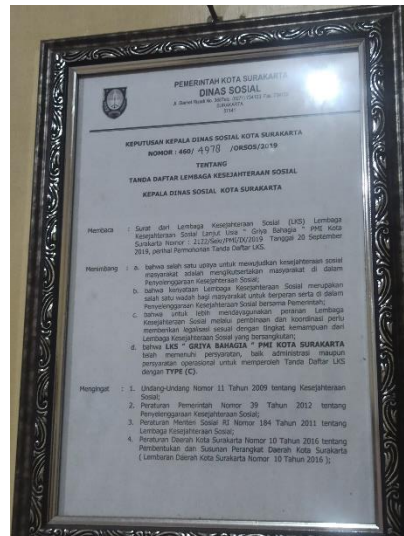 PEMERINTAH KOTA SURAKARTA
DINAS SOSIAL
SURAKARTA
KEPUTUSAN KEPALA DINAS SOSIAL KOTA SURAKARTA
NOMOR : 460/ 4978 /ORSOS/2019
TENTANG
TANDA DAFTAR LEMBAGA KESEJAHTERAAN SOSIAL
KEPALA DINAS SOSIAL KOTA SURAKARTA
Membaca : Surat dari Lembaga Kesejahteraan Sosial (LKS) Lembaga
Kesejahteraan Sosial Lanjut Usia " Griya Bahagia " PMI Kota
Surakarta Nomor : 2122/Sekr/PMI/IX/2019 Tanggal 20 September
2019, perihal Permohonan Tanda Daftar LKS.
Menimbang : a. bahwa salah satu upaya untuk mewujudkan kesejahteraan sosial
masyarakat adalah mengikutsertakan masyarakat di dalam
Penyelenggaraan Kesejahteraan Sosial;
b. bahwa kenyataan Lembaga Kesejahteraan Sosial merupakan
salah satu wadah bagi masyarakat untuk berperan serta di dalam
Penyelenggaraan Kesejahteraan Sosial bersama Pemerintah;
c. bahwa untuk lebih mendayagunakan peranan Lembaga
Kesejahteraan Sosial melalui pembinaan dan koordinasi perlu
memberikan legalisasi sesuai dengan tingkat kemampuan dari
Lembaga Kesejahteraan Sosial yang bersangkutan;
d. bahwa LKS " GRIYA BAHAGIA " PMI KOTA SURAKARTA
telah memenuhi persyaratan, baik administrasi maupun
persyaratan operasional untuk memperoleh Tanda Daftar LKS
dengan TYPE (C).
Mengingat : 1. Undang-Undang Nomor 11 Tahun 2009 tentang Kesejahteraan
Sosial;
2. Peraturan Pemerintah Nomor 39 Tahun 2012 tentang
Penyelenggaraan Kesejahteraan Sosial;
3. Peraturan Menteri Sosial RI Nomor 184 Tahun 2011 tentang
Lembaga Kesejahteraan Sosial;
4. Peraturan Daerah Kota Surakarta Nomor 10 Tahun 2016 tentang
Pembentukan dan Susunan Perangkat Daerah Kota Surakarta
( Lembaran Daerah Kota Surakarta Nomor 10 Tahun 2016 );